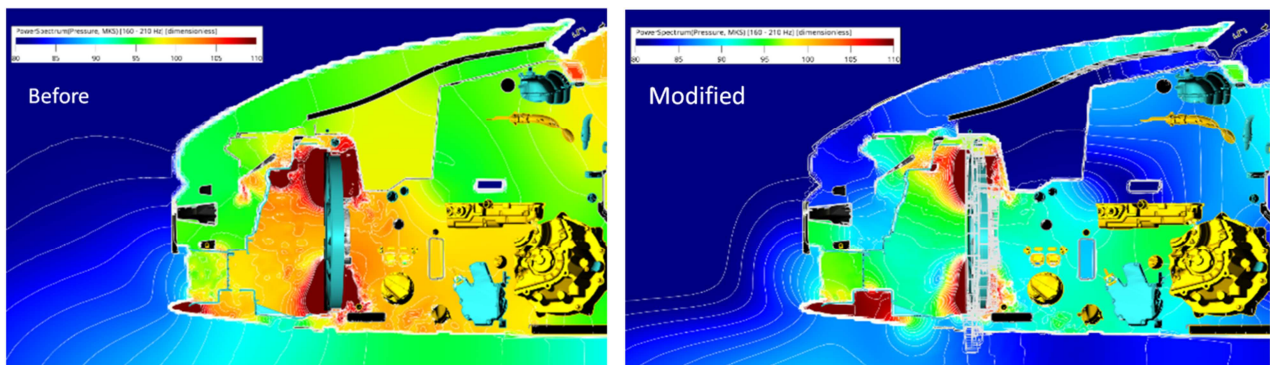 PowerSpectrum(Pressure, MKS) [160 - 210 Hz] (dimensionless)
80 85 90 95 100 105 110
Before
PowerSpectrum(Pressure, MKS) [160 - 210 Hz] (dimensionless)
80 85 90 95 100 105 110
Modified